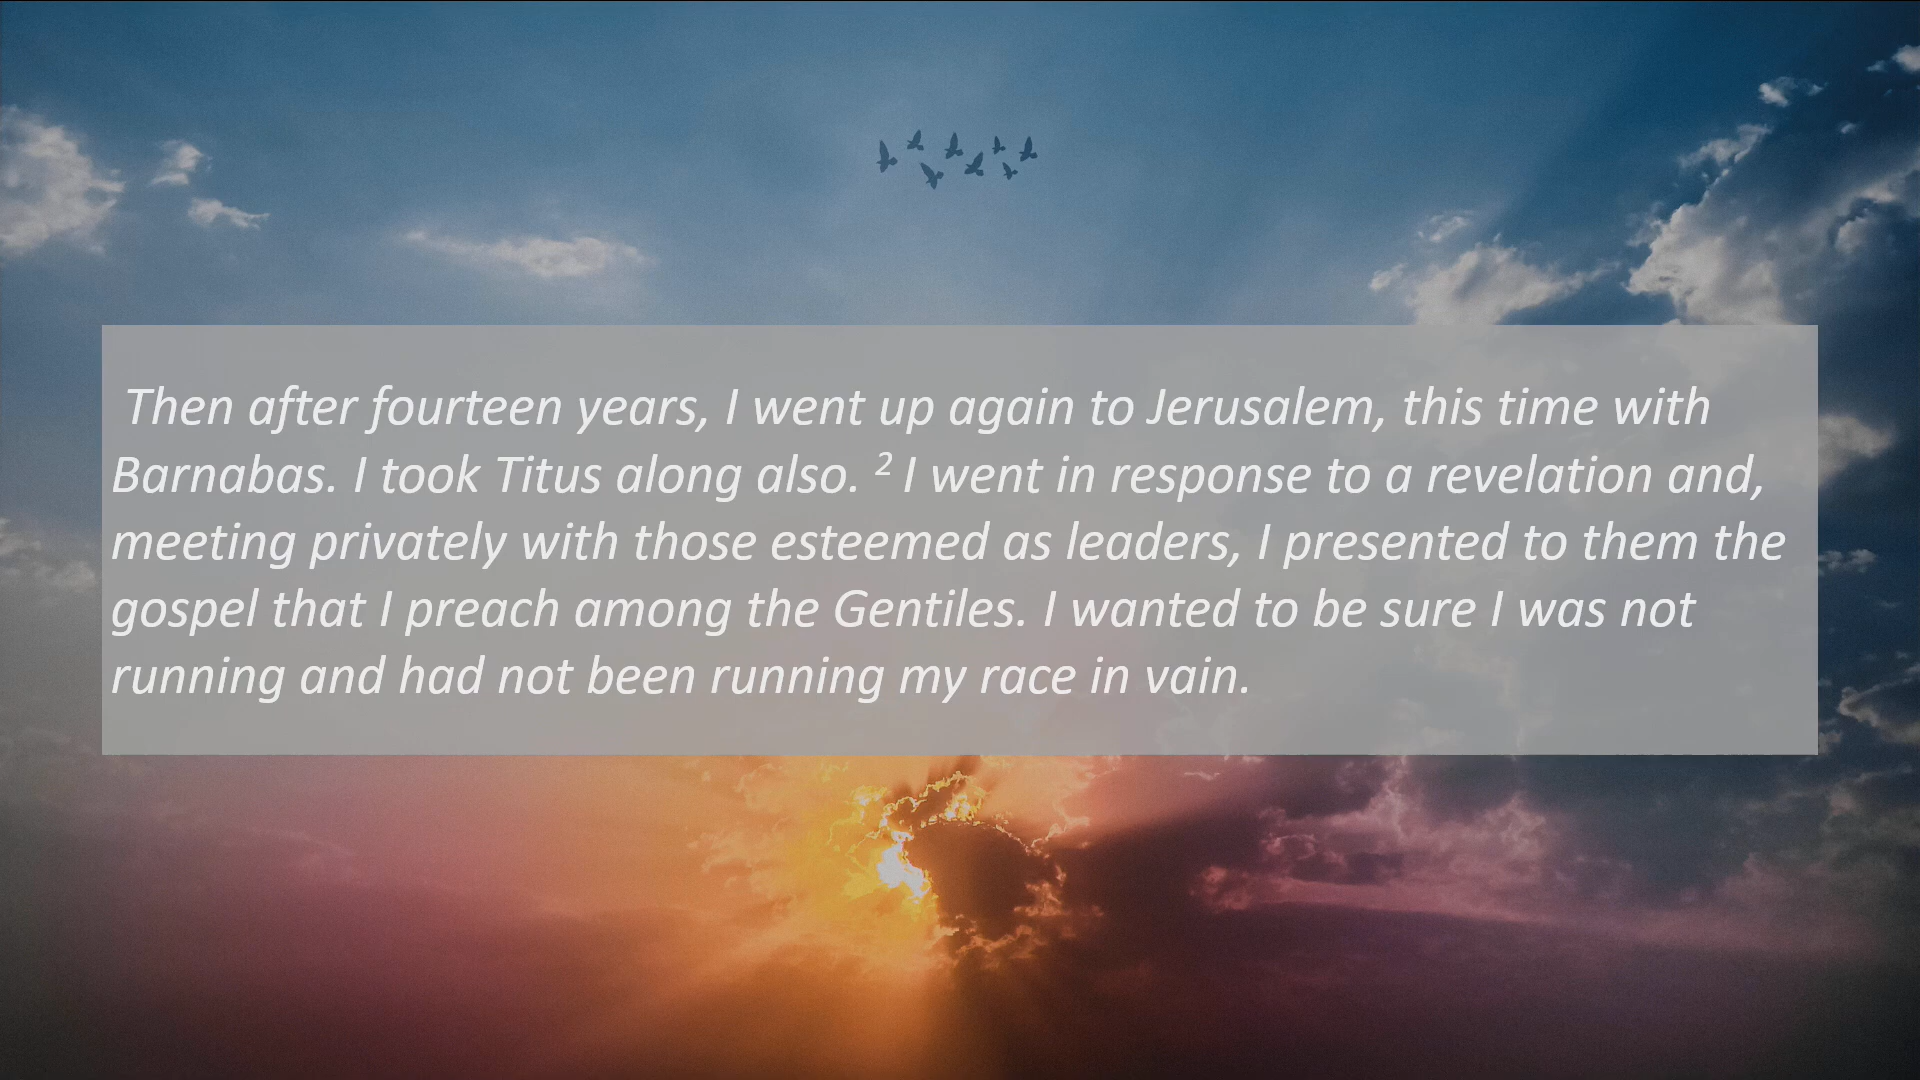 Then after fourteen years, I went up again to Jerusalem, this time with
Barnabas. I took Titus along also. ² I went in response to a revelation and,
meeting privately with those esteemed as leaders, I presented to them the
gospel that I preach among the Gentiles. I wanted to be sure I was not
running and had not been running my race in vain.